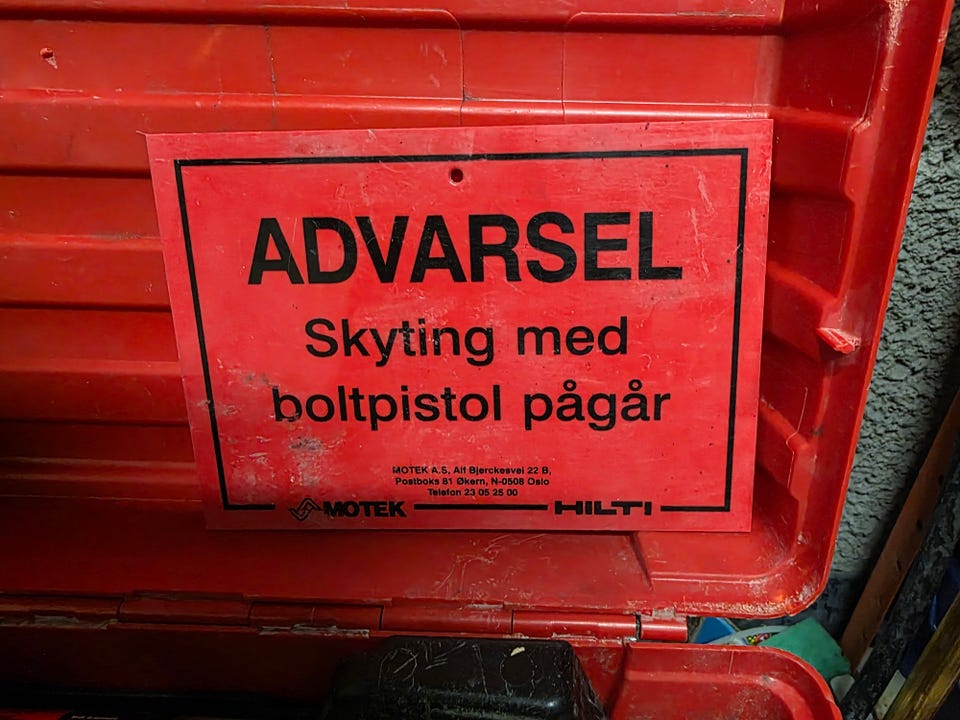 ADVARSEL
Skyting med
boltpistol pågår
MOTEK A.S, Alf Bjerckesvei 22 B,
Postboks 81 Økern, N-0508 Oslo
Telefon 23 05 25 00
MOTEK HILTI